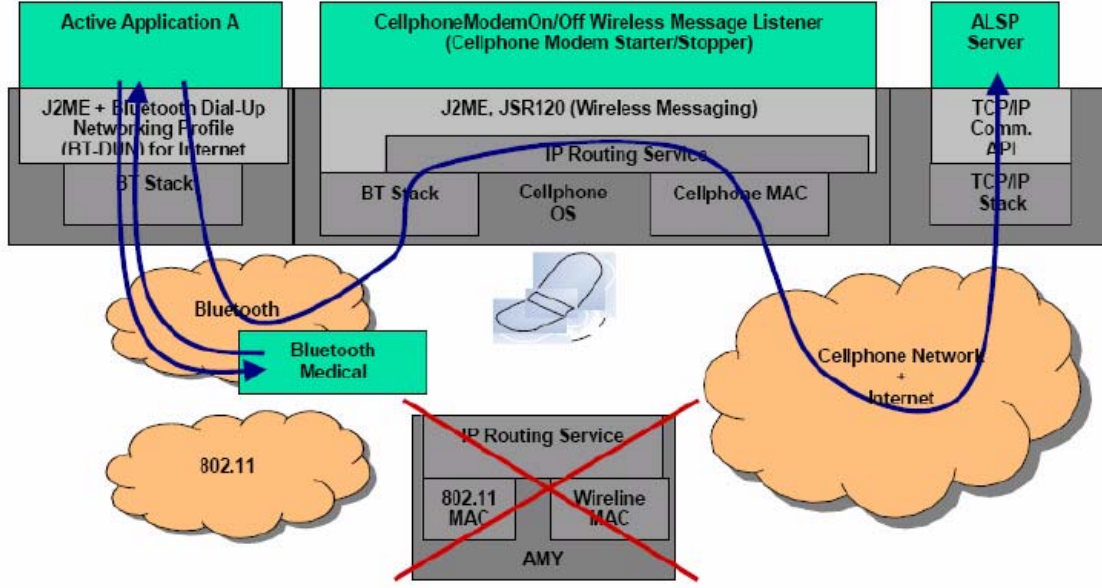 Active Application A
CellphoneModemOn/Off Wireless Message Listener
(Cellphone Modem Starter/Stopper)
ALSP
Server
J2ME + Bluetooth Dial-Up
Networking Profile
(BT-DUN) for Internet
BT Stack
J2ME, JSR120 (Wireless Messaging)
IP Routing Service
BT Stack
Cellphone
OS
Cellphone MAC
TCP/IP
Comm.
API
TCP/IP
Stack
Bluetooth
Bluetooth
Medical
Cellphone Network
+
Internet
802.11
IP Routing Service
802.11
MAC
Wireline
MAC
AMY